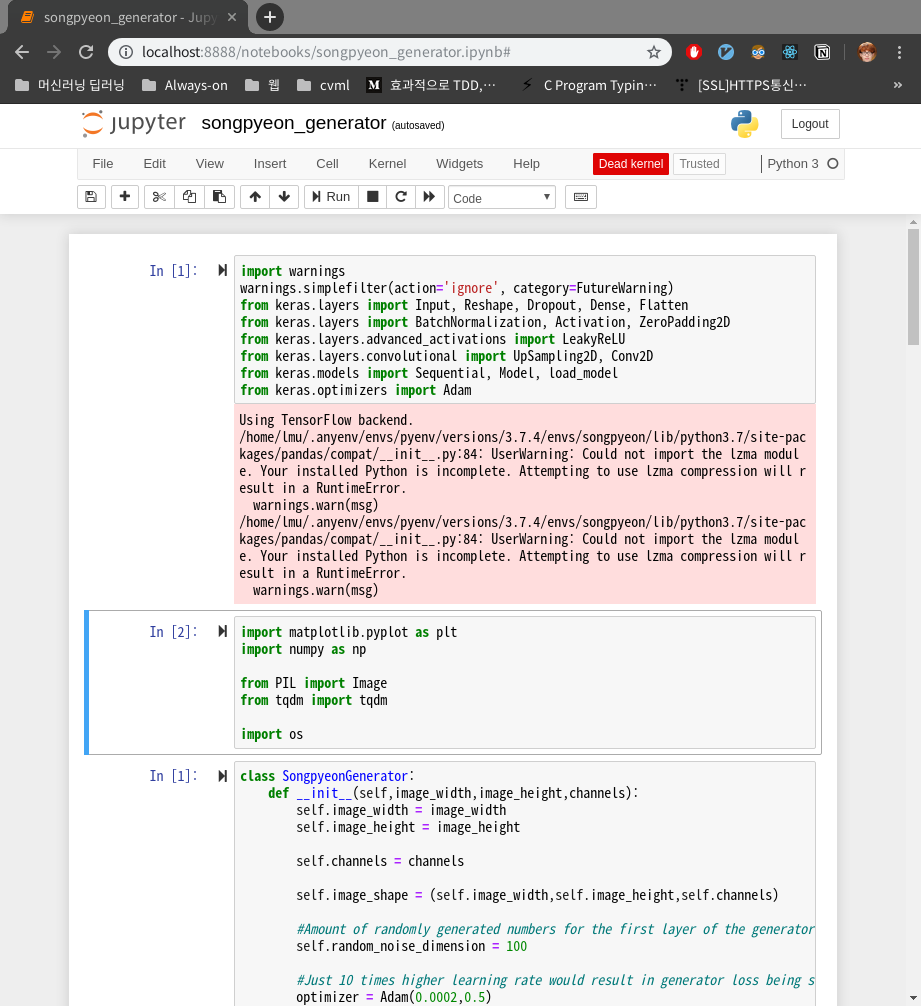 songpyeon_generator - Jupy
localhost:8888/notebooks/songpyeon_generator.ipynb#
머신러닝 딥러닝 Always-on 웹 cvml M 효과적으로 TDD,… C Program Typin… [SSL]HTTPS통신… »
jupyter songpyeon_generator (autosaved) Logout
File Edit View Insert Cell Kernel Widgets Help Dead kernel Trusted Python 3
Run Code
In [1]:
import warnings
warnings.simplefilter(action='ignore', category=FutureWarning)
from keras.layers import Input, Reshape, Dropout, Dense, Flatten
from keras.layers import BatchNormalization, Activation, ZeroPadding2D
from keras.layers.advanced_activations import LeakyReLU
from keras.layers.convolutional import UpSampling2D, Conv2D
from keras.models import Sequential, Model, load_model
from keras.optimizers import Adam
Using TensorFlow backend.
/home/lmu/.anyenv/envs/pyenv/versions/3.7.4/envs/songpyeon/lib/python3.7/site-pac
kages/pandas/compat/__init__.py:84: UserWarning: Could not import the lzma modul
e. Your installed Python is incomplete. Attempting to use lzma compression will r
esult in a RuntimeError.
  warnings.warn(msg)
/home/lmu/.anyenv/envs/pyenv/versions/3.7.4/envs/songpyeon/lib/python3.7/site-pac
kages/pandas/compat/__init__.py:84: UserWarning: Could not import the lzma modul
e. Your installed Python is incomplete. Attempting to use lzma compression will r
esult in a RuntimeError.
  warnings.warn(msg)
In [2]:
import matplotlib.pyplot as plt
import numpy as np
from PIL import Image
from tqdm import tqdm
import os
In [1]:
class SongpyeonGenerator:
    def __init__(self,image_width,image_height,channels):
        self.image_width = image_width
        self.image_height = image_height
        self.channels = channels
        self.image_shape = (self.image_width,self.image_height,self.channels)
        #Amount of randomly generated numbers for the first layer of the generator
        self.random_noise_dimension = 100
        #Just 10 times higher learning rate would result in generator loss being s
        optimizer = Adam(0.0002,0.5)